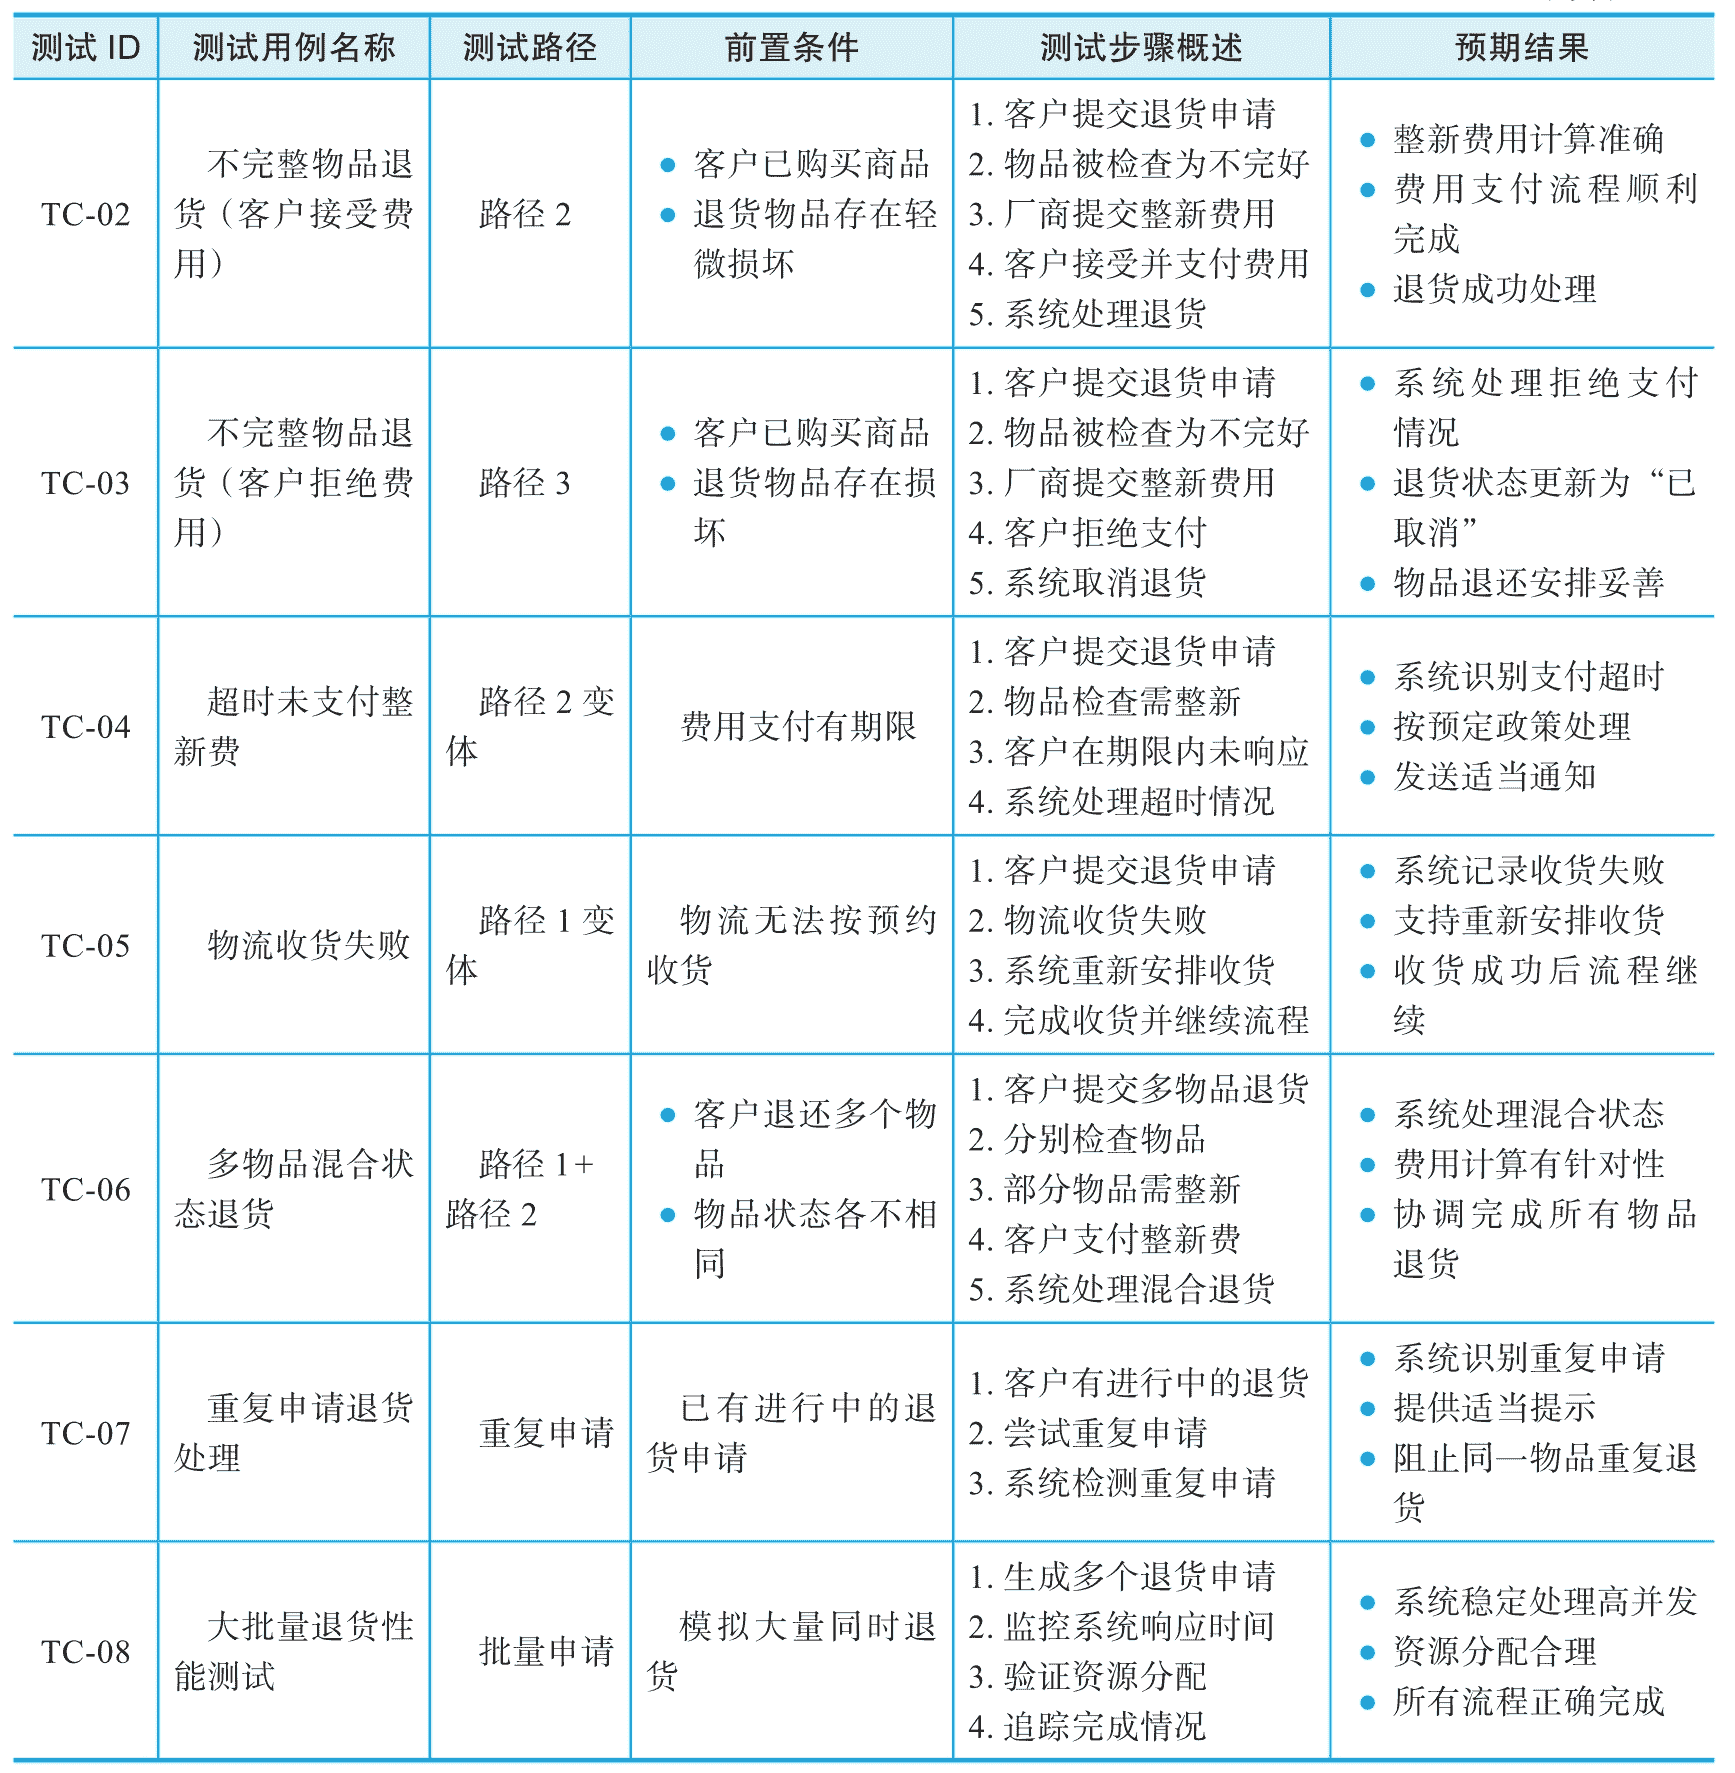 测试 ID 测试用例名称 测试路径 前置条件 测试步骤概述 预期结果
TC-02
不完整物品退
货（客户接受费
用）
路径 2
● 客户已购买商品
● 退货物品存在轻
微损坏
1. 客户提交退货申请
2. 物品被检查为不完好
3. 厂商提交整新费用
4. 客户接受并支付费用
5. 系统处理退货
● 整新费用计算准确
● 费用支付流程顺利
完成
● 退货成功处理
TC-03
不完整物品退
货（客户拒绝费
用）
路径 3
● 客户已购买商品
● 退货物品存在损
坏
1. 客户提交退货申请
2. 物品被检查为不完好
3. 厂商提交整新费用
4. 客户拒绝支付
5. 系统取消退货
● 系统处理拒绝支付
情况
● 退货状态更新为“已
取消”
● 物品退还安排妥善
TC-04
超时未支付整
新费
路径 2 变
体
费用支付有期限
1. 客户提交退货申请
2. 物品检查需整新
3. 客户在期限内未响应
4. 系统处理超时情况
● 系统识别支付超时
● 按预定政策处理
● 发送适当通知
TC-05
物流收货失败
路径 1 变
体
物流无法按预约
收货
1. 客户提交退货申请
2. 物流收货失败
3. 系统重新安排收货
4. 完成收货并继续流程
● 系统记录收货失败
● 支持重新安排收货
● 收货成功后流程继
续
TC-06
多物品混合状
态退货
路径 1+
路径 2
● 客户退还多个物
品
● 物品状态各不相
同
1. 客户提交多物品退货
2. 分别检查物品
3. 部分物品需整新
4. 客户支付整新费
5. 系统处理混合退货
● 系统处理混合状态
● 费用计算有针对性
● 协调完成所有物品
退货
TC-07
重复申请退货
处理
重复申请
已有进行中的退
货申请
1. 客户有进行中的退货
2. 尝试重复申请
3. 系统检测重复申请
● 系统识别重复申请
● 提供适当提示
● 阻止同一物品重复退
货
TC-08
大批量退货性
能测试
批量申请
模拟大量同时退
货
1. 生成多个退货申请
2. 监控系统响应时间
3. 验证资源分配
4. 追踪完成情况
● 系统稳定处理高并发
● 资源分配合理
● 所有流程正确完成